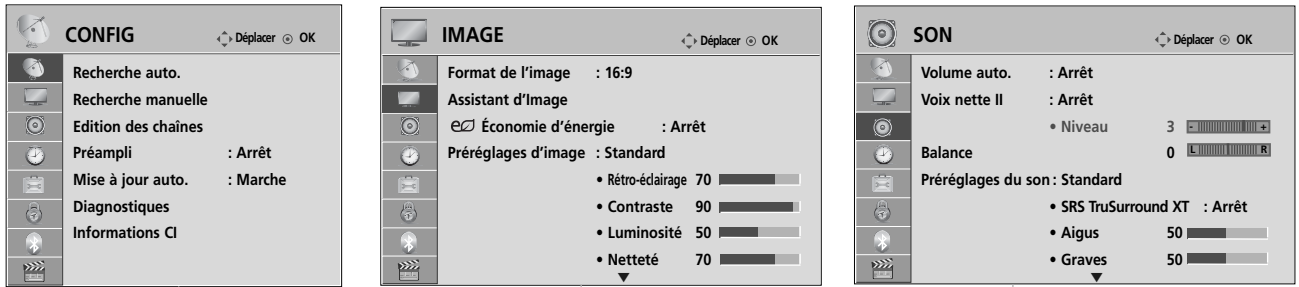 CONFIG
Déplacer OK
Recherche auto.
Recherche manuelle
Edition des chaînes
Préampli : Arrêt
Mise à jour auto. : Marche
Diagnostiques
Informations CI
IMAGE
Déplacer OK
Format de l'image : 16:9
Assistant d'Image
Économie d'énergie : Arrêt
Préréglages d'image : Standard
• Rétro-éclairage 70
• Contraste 90
• Luminosité 50
• Netteté 70
SON
Déplacer OK
Volume auto. : Arrêt
Voix nette II : Arrêt
• Niveau 3 - +
Balance 0 L R
Préréglages du son : Standard
• SRS TruSurround XT : Arrêt
• Aigus 50
• Graves 50